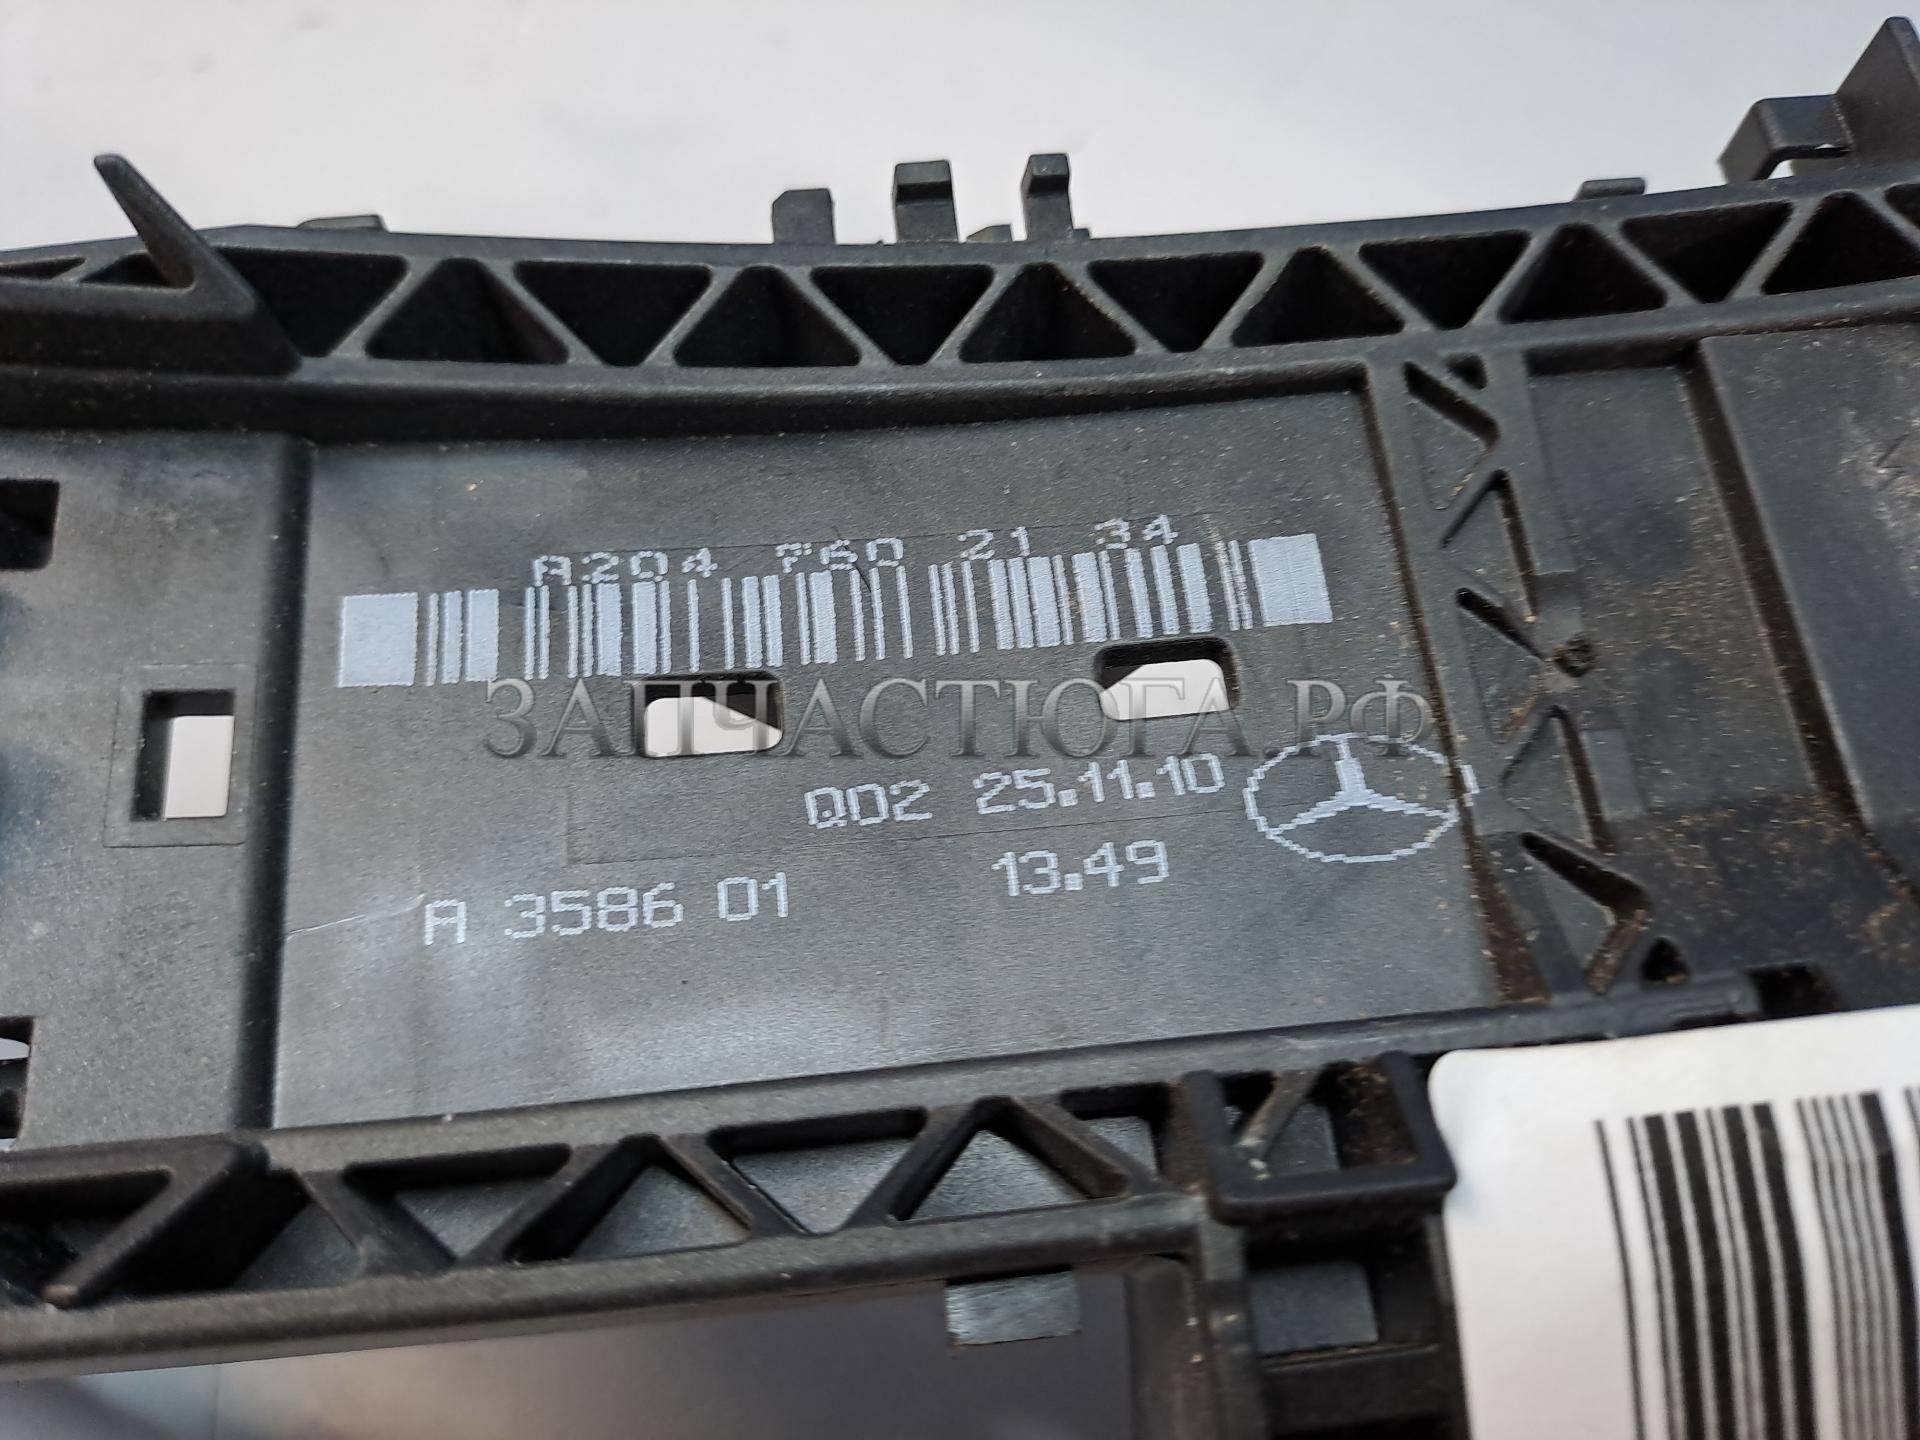 A204 760 21 34
ЗАПЧАСТЮГА.РФ
Q02 25.11.10
A 3586 01 13.49